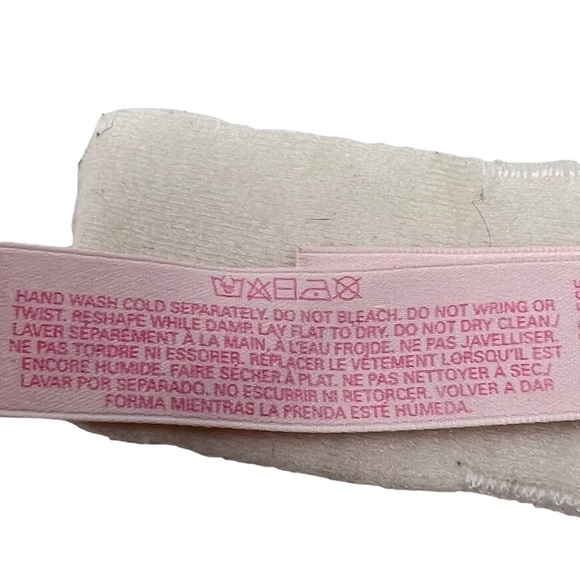 HAND WASH COLD SEPARATELY. DO NOT BLEACH. DO NOT WRING OR
TWIST. RESHAPE WHILE DAMP. LAY FLAT TO DRY. DO NOT DRY CLEAN./
LAVER SÉPARÉMENT À LA MAIN, À L'EAU FROIDE. NE PAS JAVELLISER.
NE PAS TORDRE NI ESSORER. REPLACER LE VÊTEMENT LORSQU'IL EST
ENCORE HUMIDE. FAIRE SÉCHER À PLAT. NE PAS NETTOYER À SEC./
LAVAR POR SEPARADO. NO ESCURRIR NI RETORCER. VOLVER A DAR
FORMA MIENTRAS LA PRENDA ESTÉ HUMEDA.